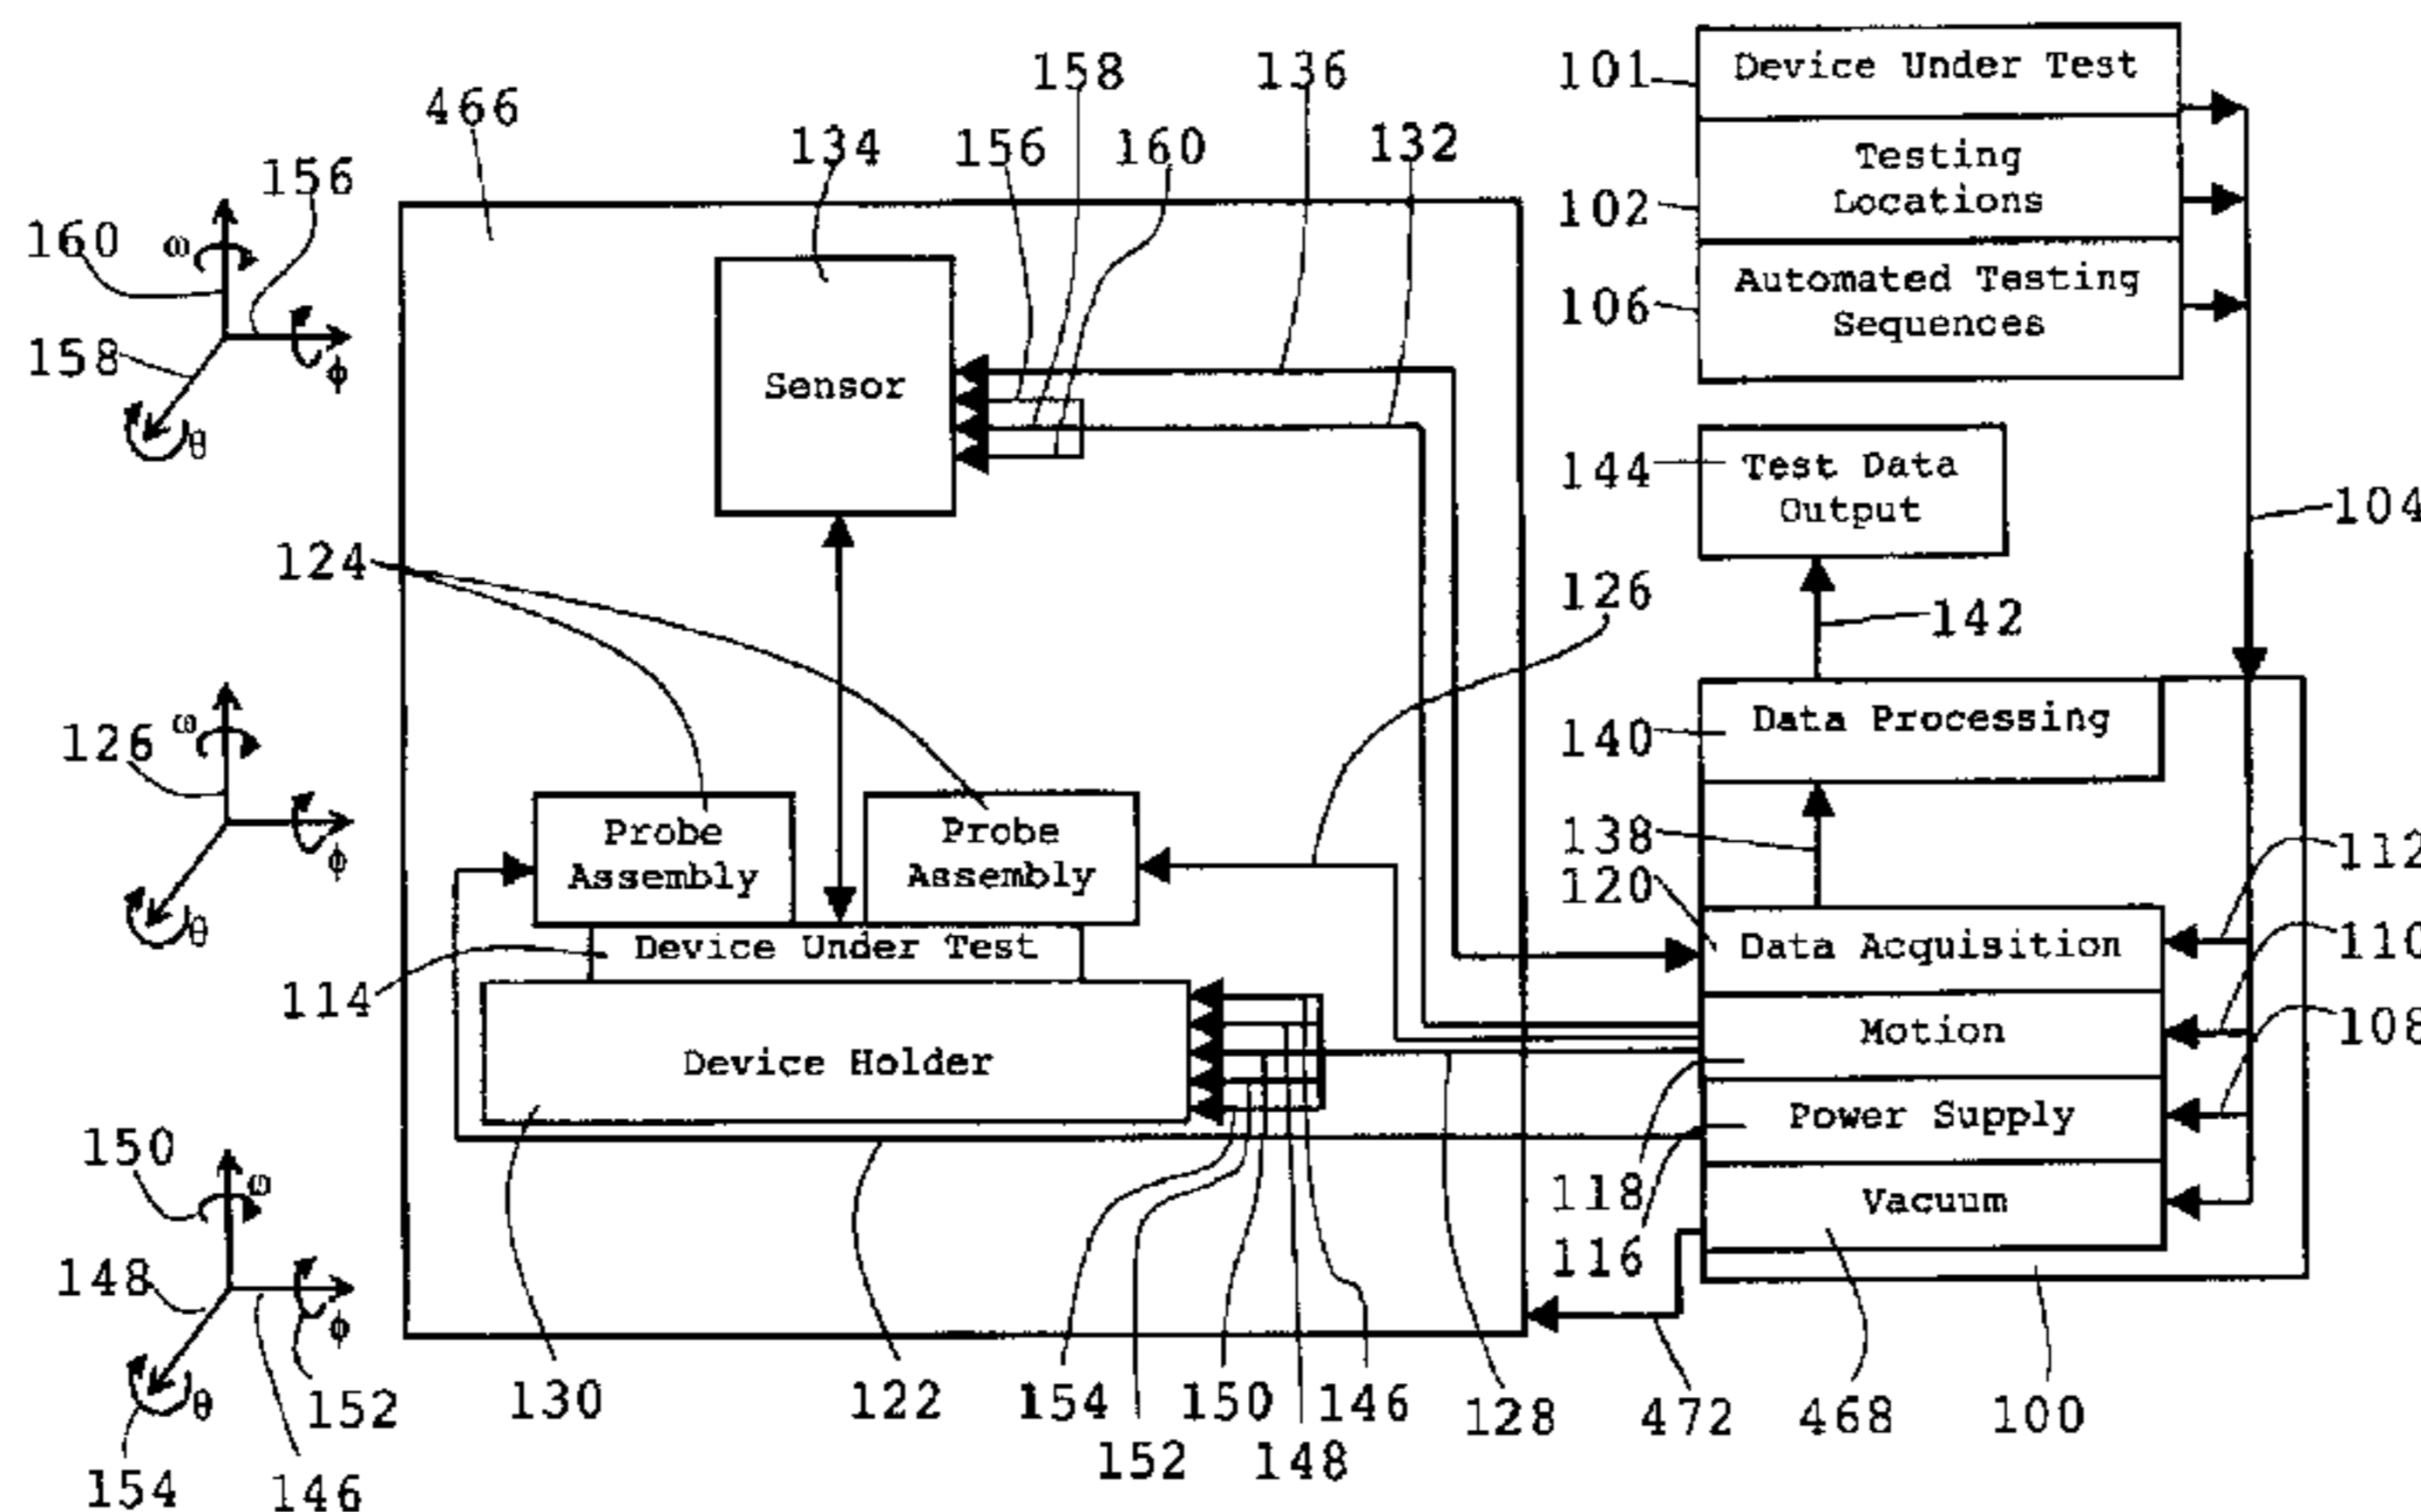 158
136
101
Device Under Test
466
134
156
160
132
156
Testing
Locations
102
160
ω
Automated Testing
Sequences
106
158
ϕ
θ
Sensor
144
Test Data
Output
104
124
126
142
126
ω
140
Data Processing
ϕ
θ
Probe
Assembly
Probe
Assembly
138
112
120
Device Under Test
Data Acquisition
110
114
Motion
108
Device Holder
Power Supply
150
ω
118
Vacuum
148
116
ϕ
θ
152
130
122
154
150
146
128
472
468
100
152
148
154
146